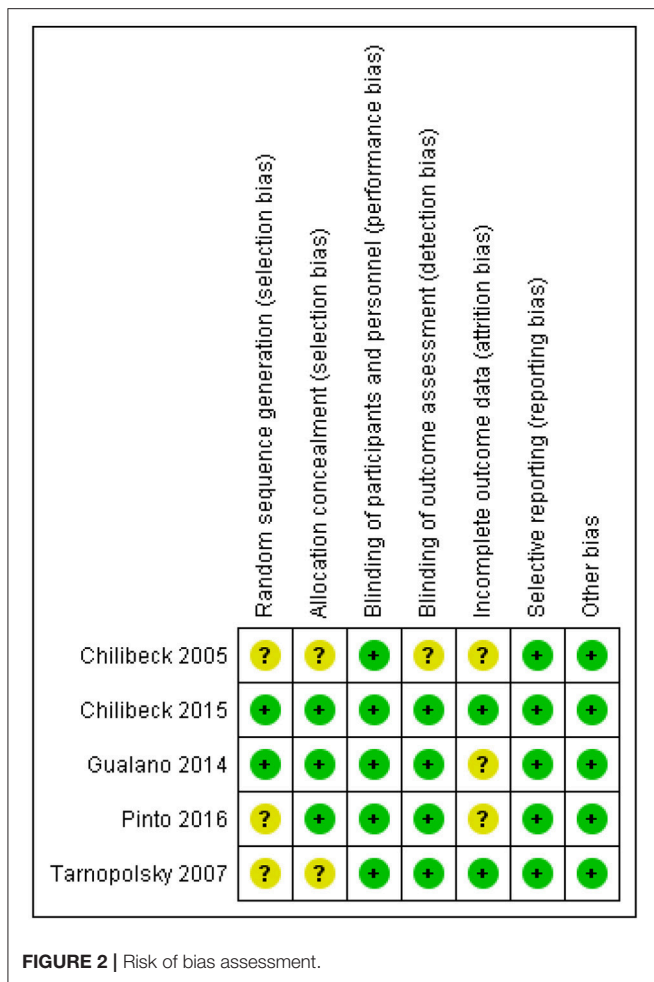 Random sequence generation (selection bias)
Allocation concealment (selection bias)
Blinding of participants and personnel (performance bias)
Blinding of outcome assessment (detection bias)
Incomplete outcome data (attrition bias)
Selective reporting (reporting bias)
Other bias
Chilibeck 2005 ? ? + ? ? + +
Chilibeck 2015 + + + + + + +
Gualano 2014 + + + + ? + +
Pinto 2016 ? + + + ? + +
Tarnopolsky 2007 ? ? + + + + +
FIGURE 2 | Risk of bias assessment.